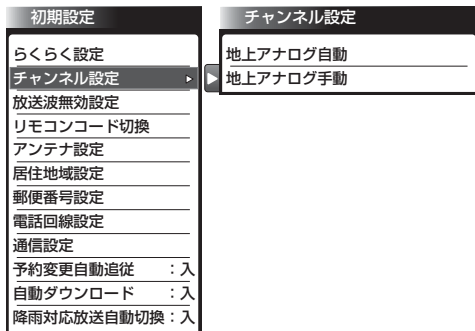 初期設定
らくらく設定
チャンネル設定
放送波無効設定
リモコンコード切換
アンテナ設定
居住地域設定
郵便番号設定
電話回線設定
通信設定
予約変更自動追従 ：入
自動ダウンロード ：入
降雨対応放送自動切換：入
チャンネル設定
地上アナログ自動
地上アナログ手動